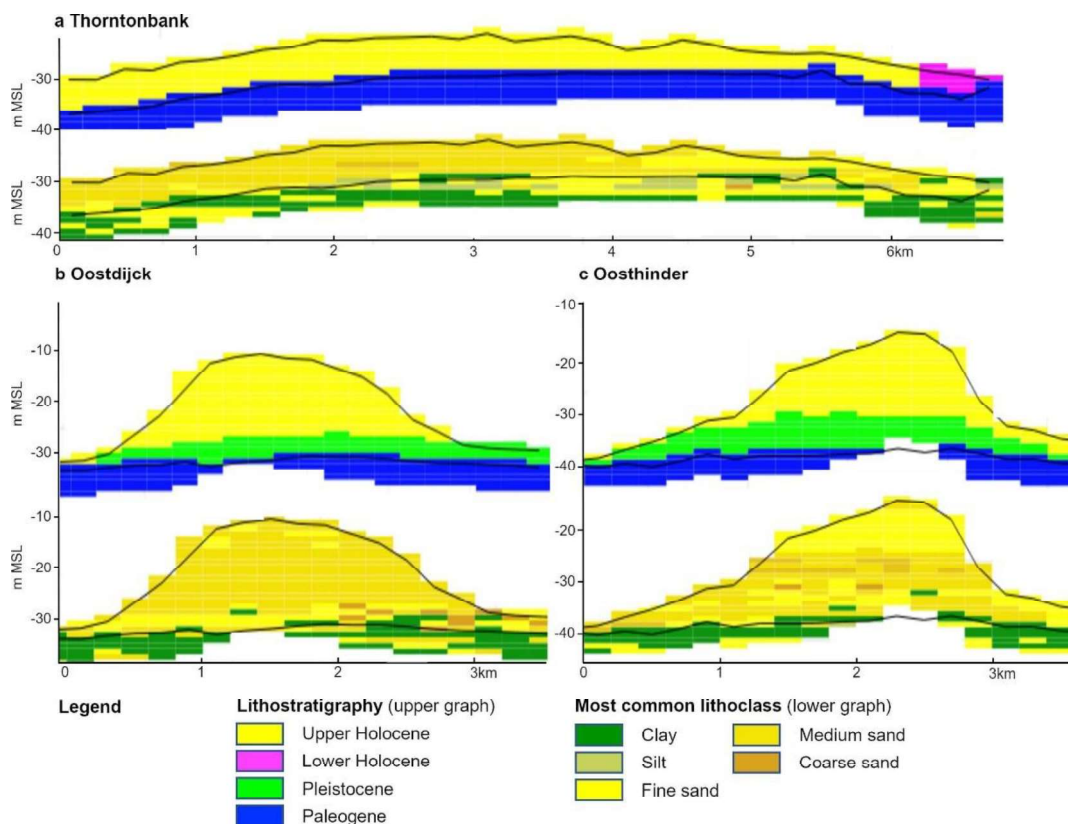 a Thorntonbank
m MSL
-30
-40
m MSL
-30
-40
0 1 2 3 4 5 6km
b Oostdijck
m MSL
-10
-20
-30
m MSL
-10
-20
-30
0 1 2 3km
c Oosthinder
-10
-20
-30
-40
-20
-30
-40
0 1 2 3km
Legend
Lithostratigraphy (upper graph)
Upper Holocene
Lower Holocene
Pleistocene
Paleogene
Most common lithoclass (lower graph)
Clay
Silt
Fine sand
Medium sand
Coarse sand